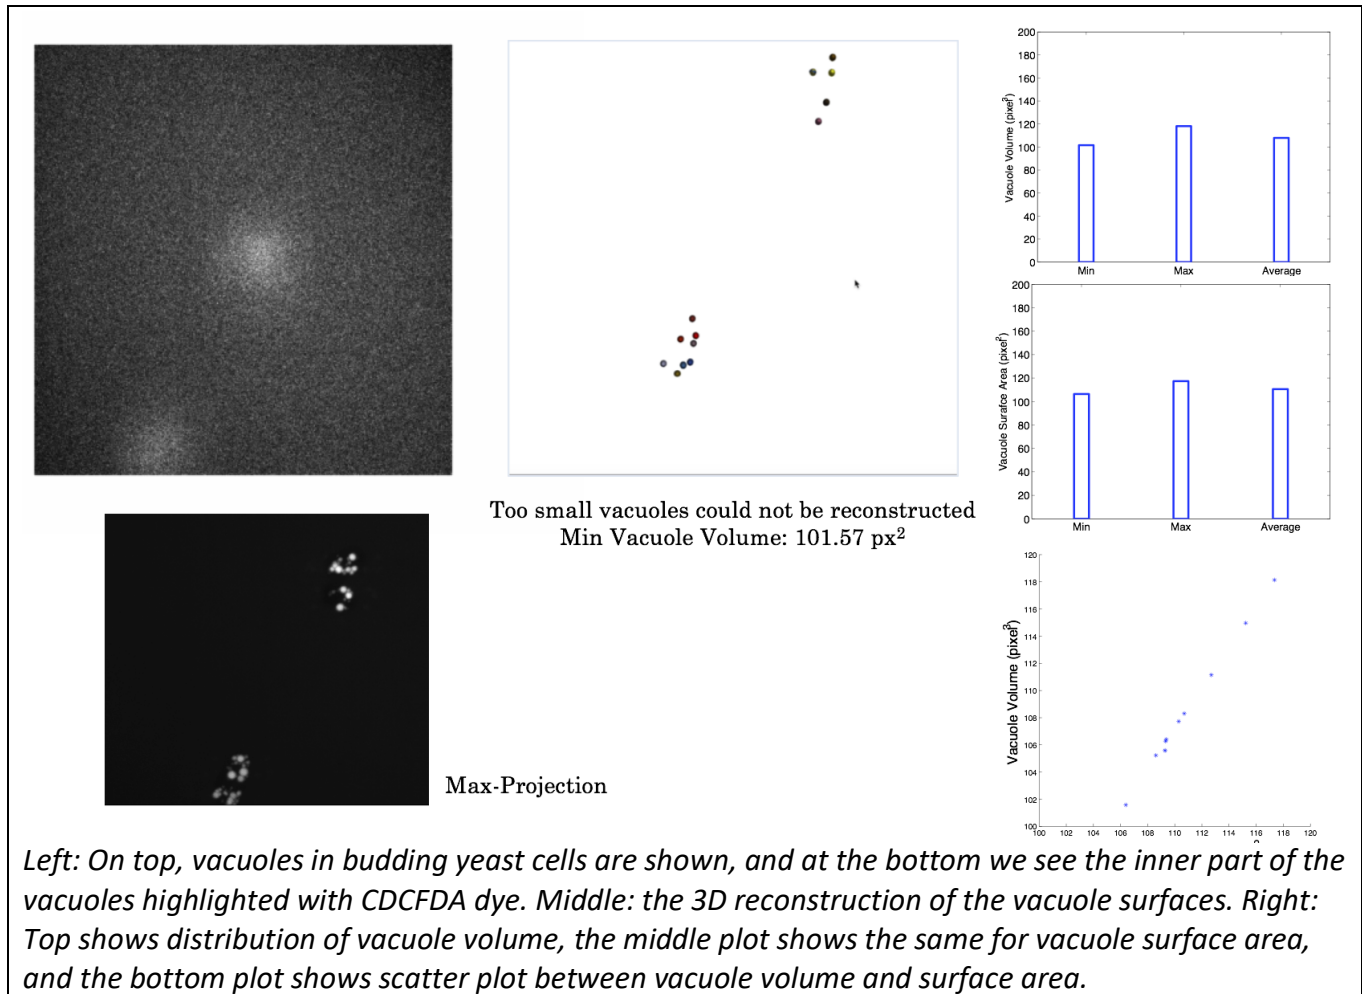 Too small vacuoles could not be reconstructed
Min Vacuole Volume: 101.57 px²
Max-Projection
Vacuole Volume (pixel³)
200
180
160
140
120
100
80
60
40
20
0
Min Max Average
Vacuole Surafce Area (pixel²)
200
180
160
140
120
100
80
60
40
20
0
Min Max Average
Vacuole Volume (pixel³)
120
118
116
114
112
110
108
106
104
102
100
100 102 104 106 108 110 112 114 116 118 120
Left: On top, vacuoles in budding yeast cells are shown, and at the bottom we see the inner part of the
vacuoles highlighted with CDCFDA dye. Middle: the 3D reconstruction of the vacuole surfaces. Right:
Top shows distribution of vacuole volume, the middle plot shows the same for vacuole surface area,
and the bottom plot shows scatter plot between vacuole volume and surface area.